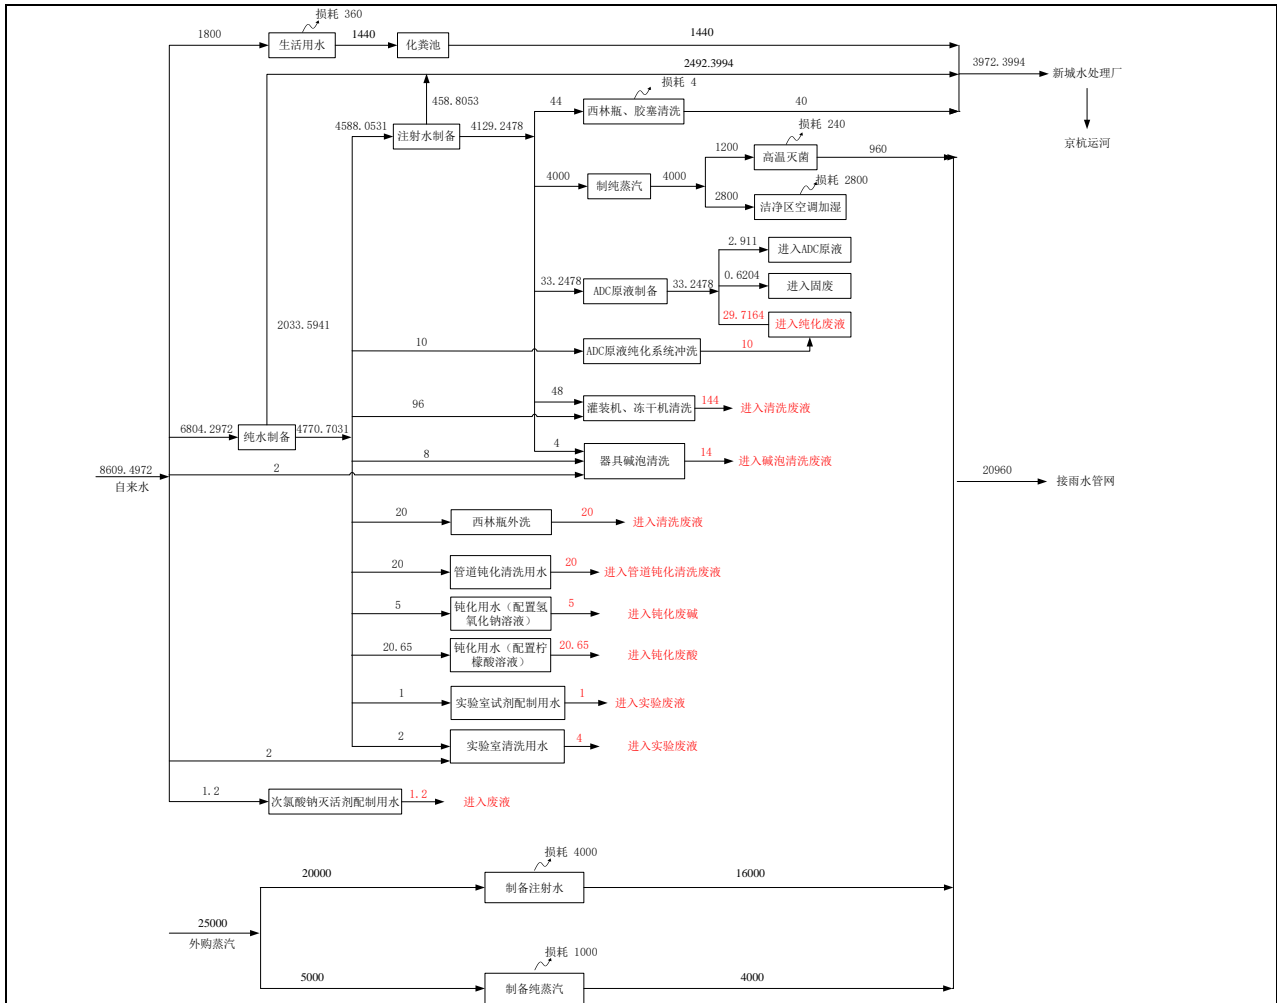 损耗 360
1800
生活用水
1440
化粪池
1440
2492.3994
3972.3994
新城水处理厂
京杭运河
458.8053
4588.0531
注射水制备
4129.2478
44
损耗 4
西林瓶、胶塞清洗
40
损耗 240
1200
高温灭菌
960
4000
制纯蒸汽
4000
损耗 2800
2800
洁净区空调加湿
2.911
进入ADC原液
33.2478
ADC原液制备
33.2478
0.6204
进入固废
29.7164
进入纯化废液
2033.5941
10
ADC原液纯化系统冲洗
10
48
96
灌装机、冻干机清洗
144
进入清洗废液
6804.2972
纯水制备
4770.7031
4
8
2
器具碱泡清洗
14
进入碱泡清洗废液
8609.4972
自来水
20960
接雨水管网
20
西林瓶外洗
20
进入清洗废液
20
管道钝化清洗用水
20
进入管道钝化清洗废液
5
钝化用水（配置氢
氧化钠溶液）
5
进入钝化废碱
20.65
钝化用水（配置柠
檬酸溶液）
20.65
进入钝化废酸
1
实验室试剂配制用水
1
进入实验废液
2
2
实验室清洗用水
4
进入实验废液
1.2
次氯酸钠灭活剂配制用水
1.2
进入废液
损耗 4000
20000
制备注射水
16000
25000
外购蒸汽
损耗 1000
5000
制备纯蒸汽
4000